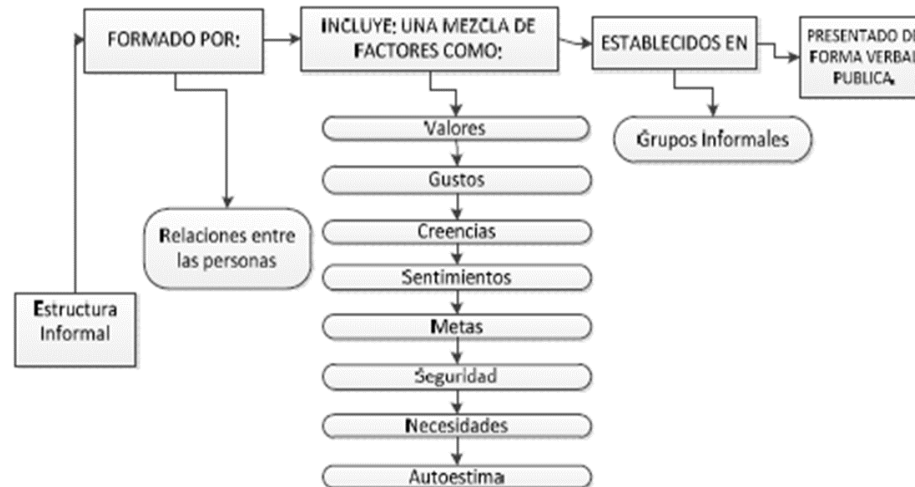 FORMADO POR:
INCLUYE: UNA MEZCLA DE
FACTORES COMO:
ESTABLECIDOS EN
PRESENTADO DE
FORMA VERBAL
PUBLICA.
Valores
Grupos Informales
Gustos
Creencias
Relaciones entre
las personas
Sentimientos
Estructura
Informal
Metas
Seguridad
Necesidades
Autoestima